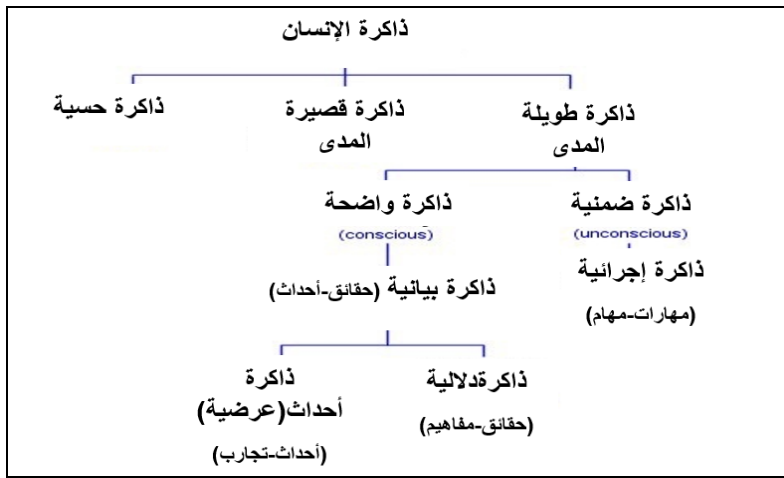 ذاكرة الإنسان
ذاكرة طويلة
المدى
ذاكرة قصيرة
المدى
ذاكرة حسية
ذاكرة ضمنية
(unconscious)
ذاكرة واضحة
(conscious)
ذاكرة إجرائية
(مهارات-مهام)
ذاكرة بيانية (حقائق-أحداث)
ذاكرةدلالية
(حقائق-مفاهيم)
ذاكرة
أحداث(عرضية)
(أحداث-تجارب)